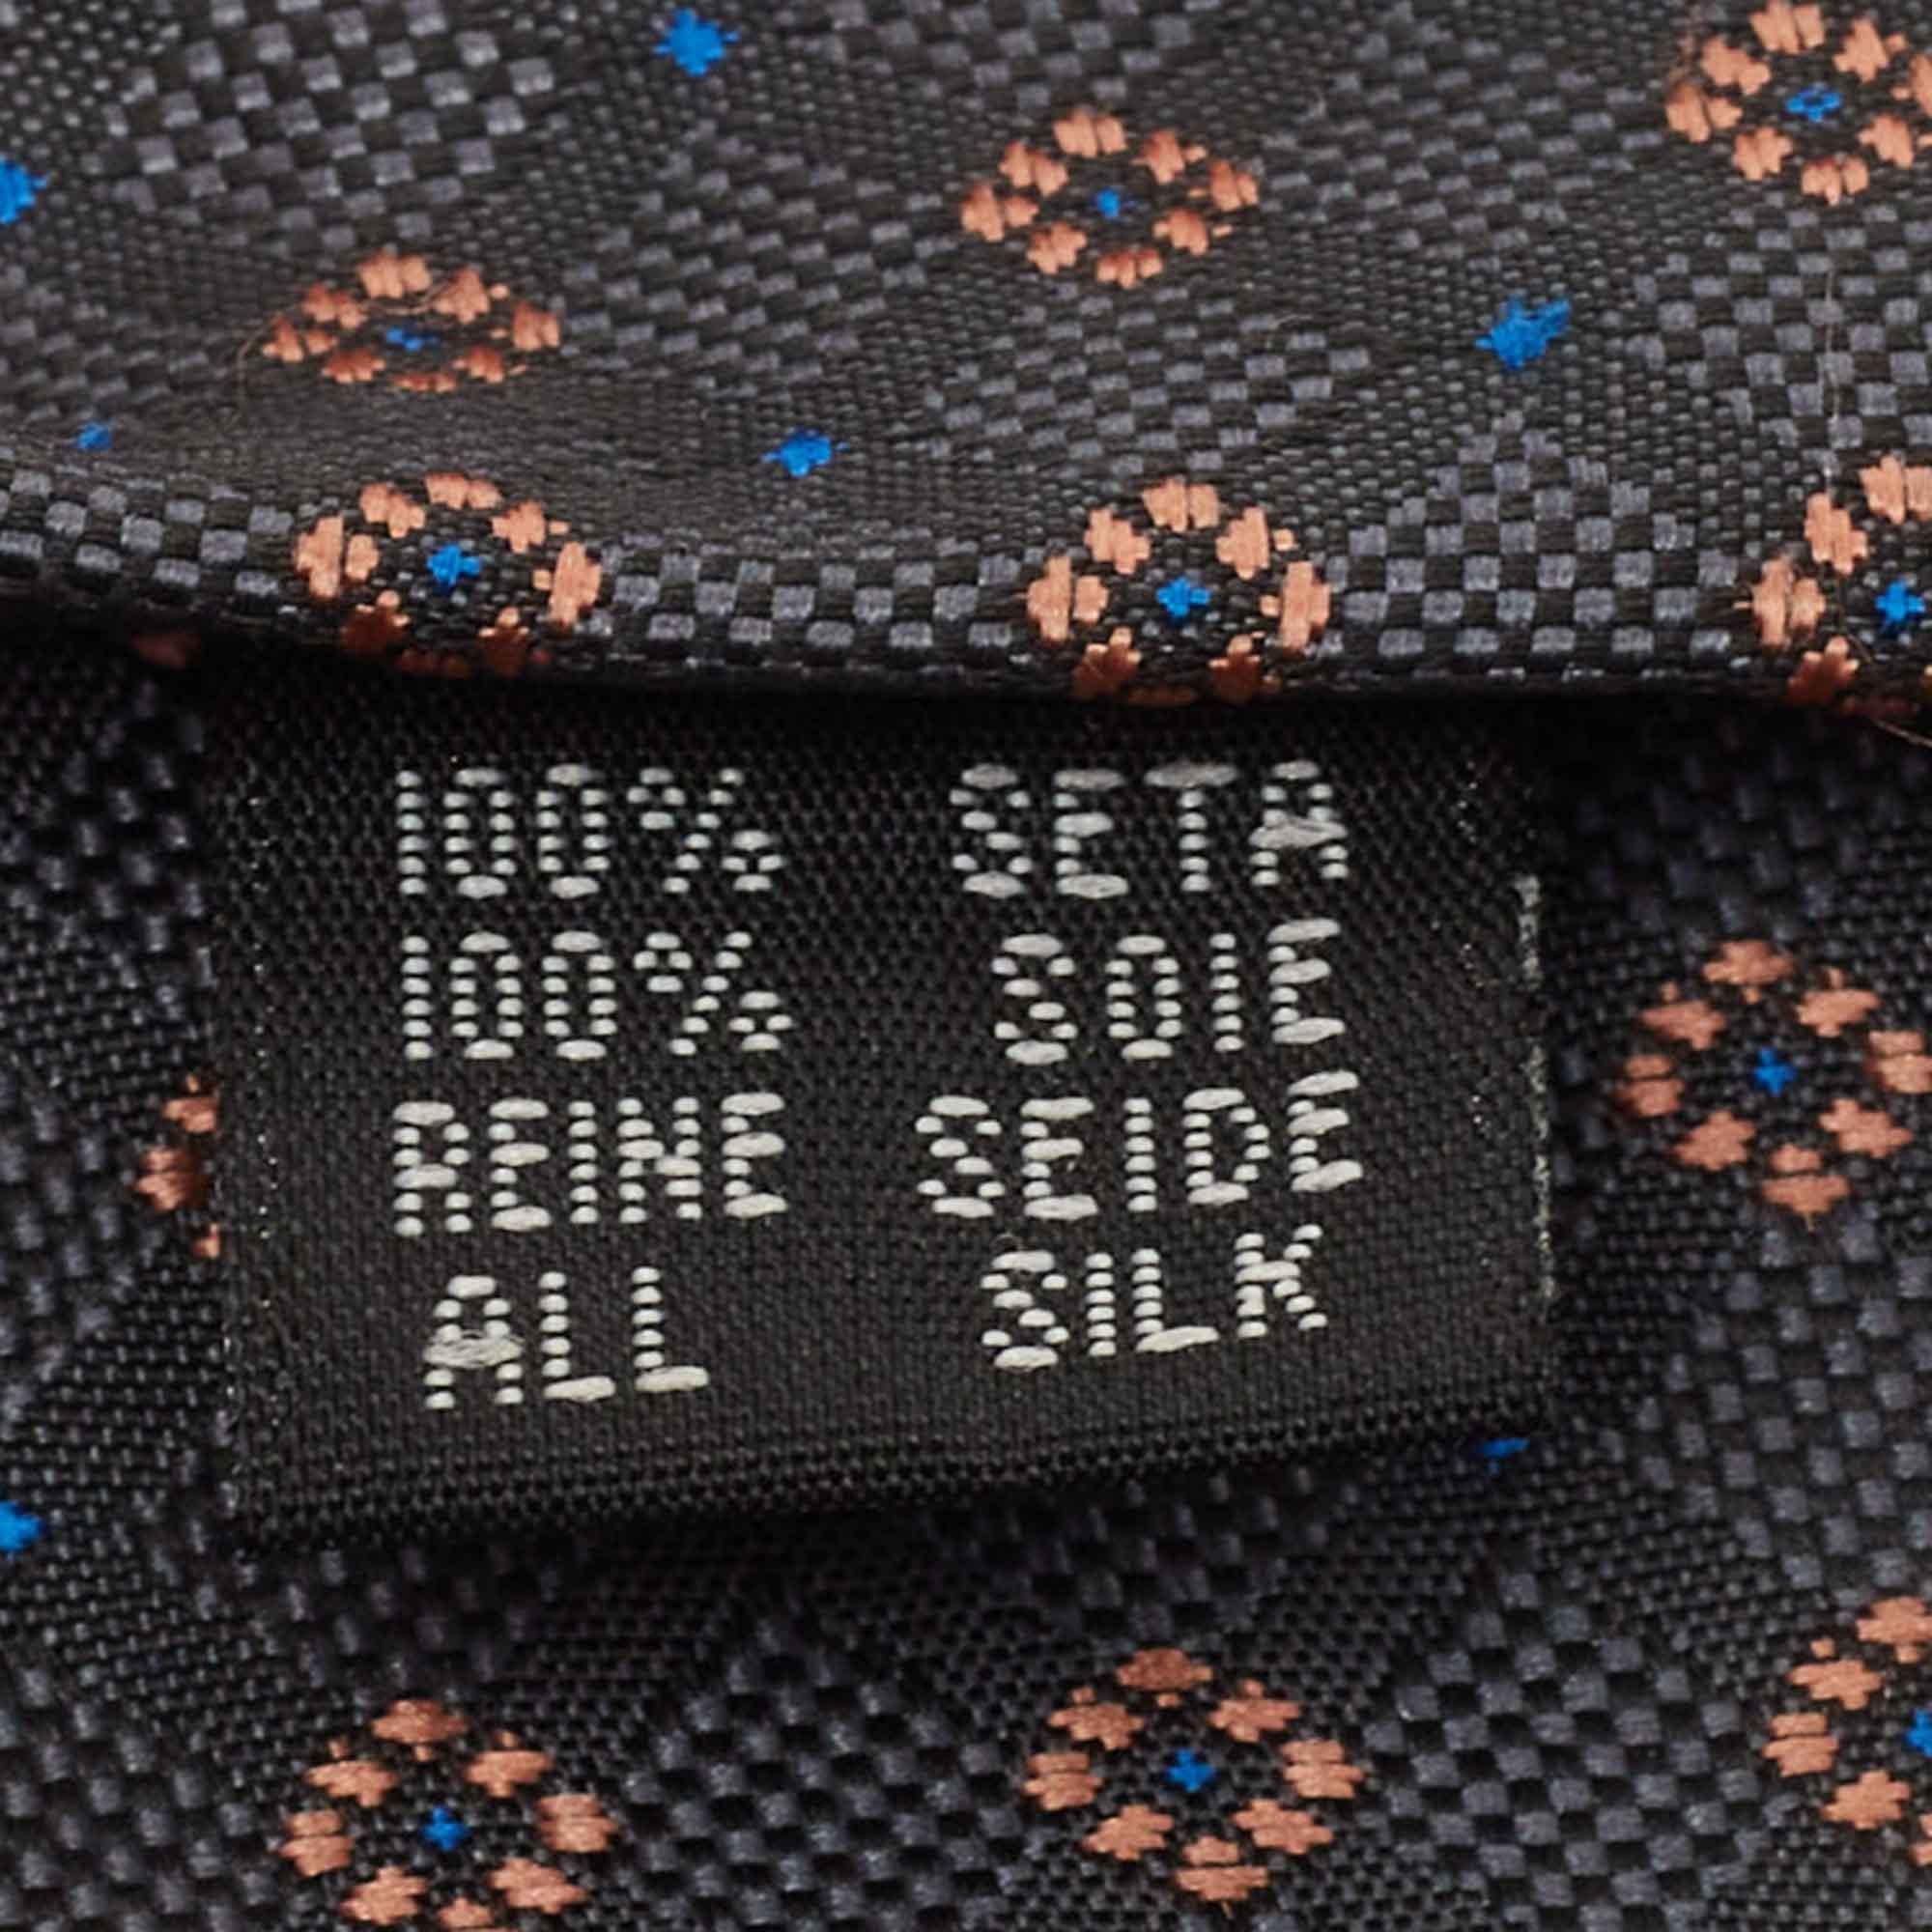 100% SETA
100% SOIE
REINE SEIDE
ALL SILK